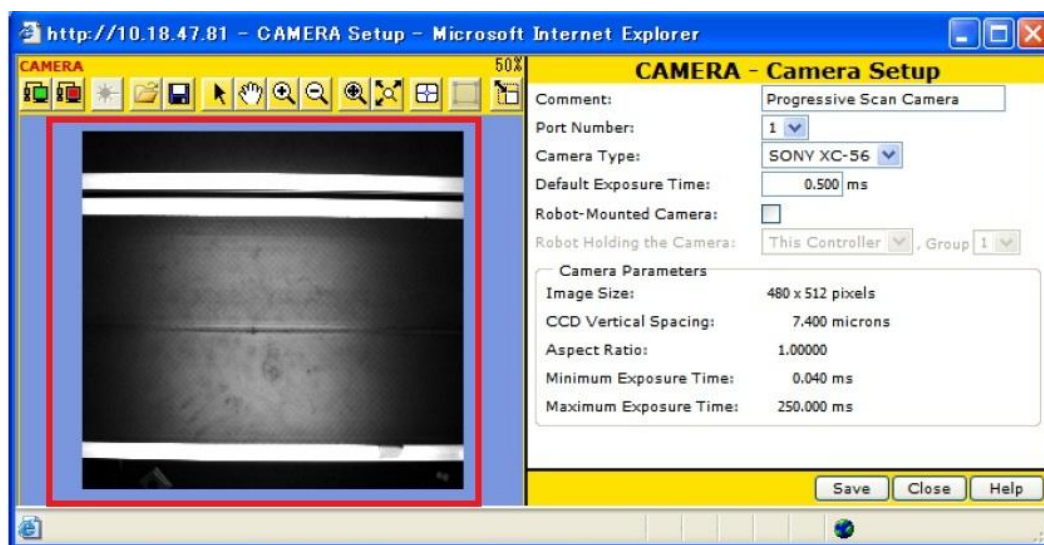 http://10.18.47.81 - CAMERA Setup - Microsoft Internet Explorer
CAMERA
50%
CAMERA - Camera Setup
Comment: Progressive Scan Camera
Port Number: 1
Camera Type: SONY XC-56
Default Exposure Time: 0.500 ms
Robot-Mounted Camera:
Robot Holding the Camera: This Controller , Group 1
Camera Parameters
Image Size: 480 x 512 pixels
CCD Vertical Spacing: 7.400 microns
Aspect Ratio: 1.00000
Minimum Exposure Time: 0.040 ms
Maximum Exposure Time: 250.000 ms
Save Close Help